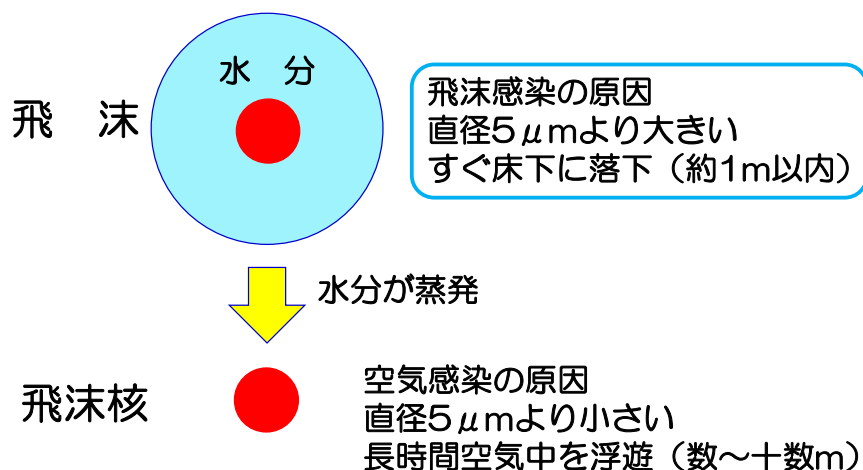 水 分
飛 沫
飛沫感染の原因
直径5μmより大きい
すぐ床下に落下（約1m以内）
水分が蒸発
飛沫核
空気感染の原因
直径5μmより小さい
長時間空気中を浮遊（数～十数m）